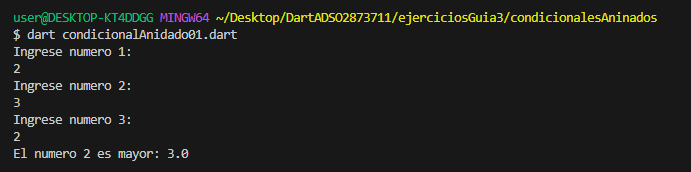 user@DESKTOP-KT4DDGG MINGW64 ~/Desktop/DartADSO2873711/ejerciciosGuia3/condicionalesAninados
$ dart condicionalAnidado01.dart
Ingrese numero 1:
2
Ingrese numero 2:
3
Ingrese numero 3:
2
El numero 2 es mayor: 3.0